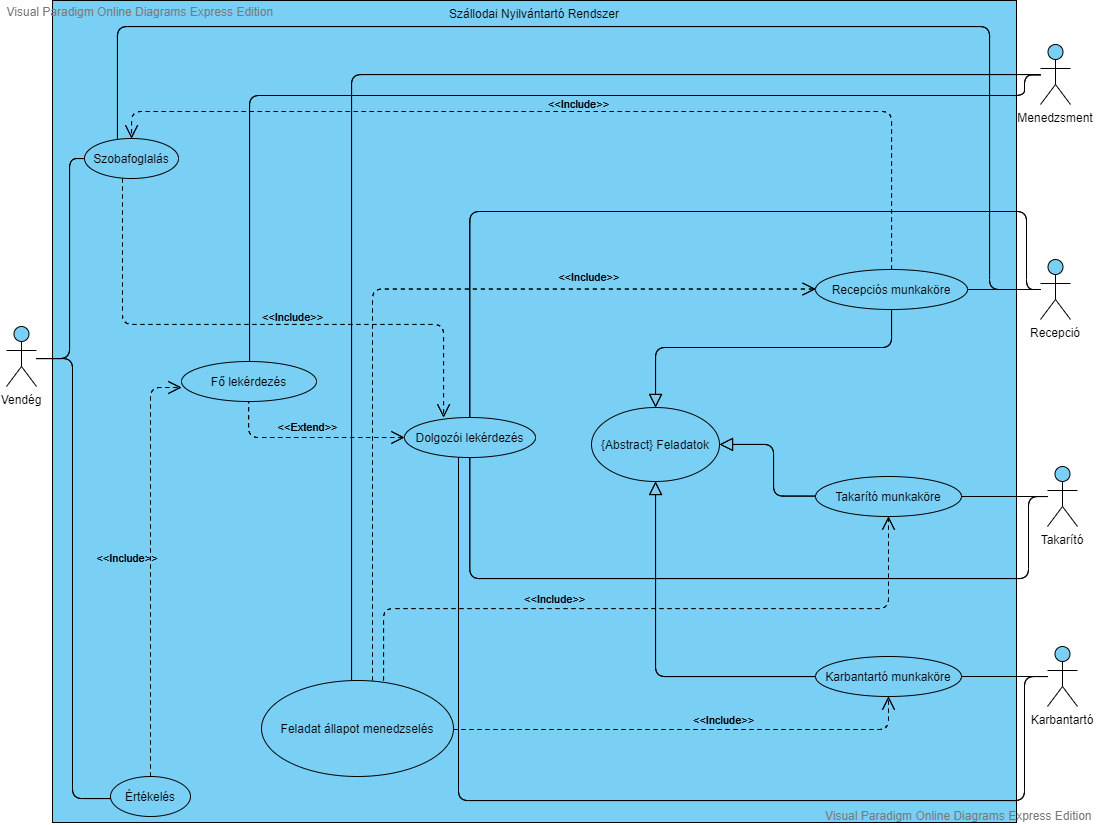 Visual Paradigm Online Diagrams Express Edition
Szállodai Nyilvántartó Rendszer
<<Include>>
Menedzsment
Szobafoglalás
<<Include>>
Recepciós munkaköre
<<Include>>
Recepció
Vendég
Fő lekérdezés
<<Extend>>
Dolgozói lekérdezés
{Abstract} Feladatok
Takarító munkaköre
Takarító
<<Include>>
<<Include>>
Karbantartó munkaköre
Karbantartó
Feladat állapot menedzselés
<<Include>>
Értékelés
Visual Paradigm Online Diagrams Express Edition